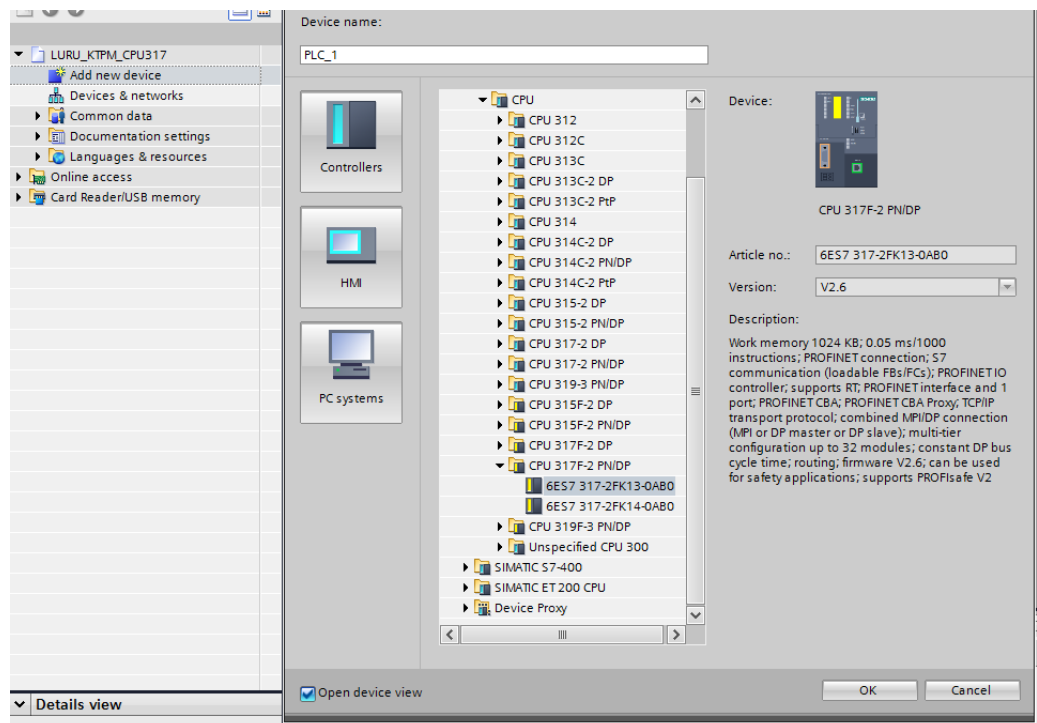 Device name:
LURU_KTPM_CPU317
Add new device
Devices & networks
Common data
Documentation settings
Languages & resources
Online access
Card Reader/USB memory
Details view
PLC_1
Controllers
HMI
PC systems
CPU
CPU 312
CPU 312C
CPU 313C
CPU 313C-2 DP
CPU 313C-2 PtP
CPU 314
CPU 314C-2 DP
CPU 314C-2 PN/DP
CPU 314C-2 PtP
CPU 315-2 DP
CPU 315-2 PN/DP
CPU 317-2 DP
CPU 317-2 PN/DP
CPU 319-3 PN/DP
CPU 315F-2 DP
CPU 315F-2 PN/DP
CPU 317F-2 DP
CPU 317F-2 PN/DP
6ES7 317-2FK13-0AB0
6ES7 317-2FK14-0AB0
CPU 319F-3 PN/DP
Unspecified CPU 300
SIMATIC S7-400
SIMATIC ET 200 CPU
Device Proxy
Device:
CPU 317F-2 PN/DP
Article no.:
6ES7 317-2FK13-0AB0
Version:
V2.6
Description:
Work memory 1024 KB; 0.05 ms/1000
instructions; PROFINET connection; S7
communication (loadable FBs/FCs); PROFINET IO
controller; supports RT; PROFINET interface and 1
port; PROFINET CBA; PROFINET CBA Proxy; TCP/IP
transport protocol; combined MPI/DP connection
(MPI or DP master or DP slave); multi-tier
configuration up to 32 modules; constant DP bus
cycle time; routing; firmware V2.6; can be used
for safety applications; supports PROFIsafe V2
Open device view
OK
Cancel